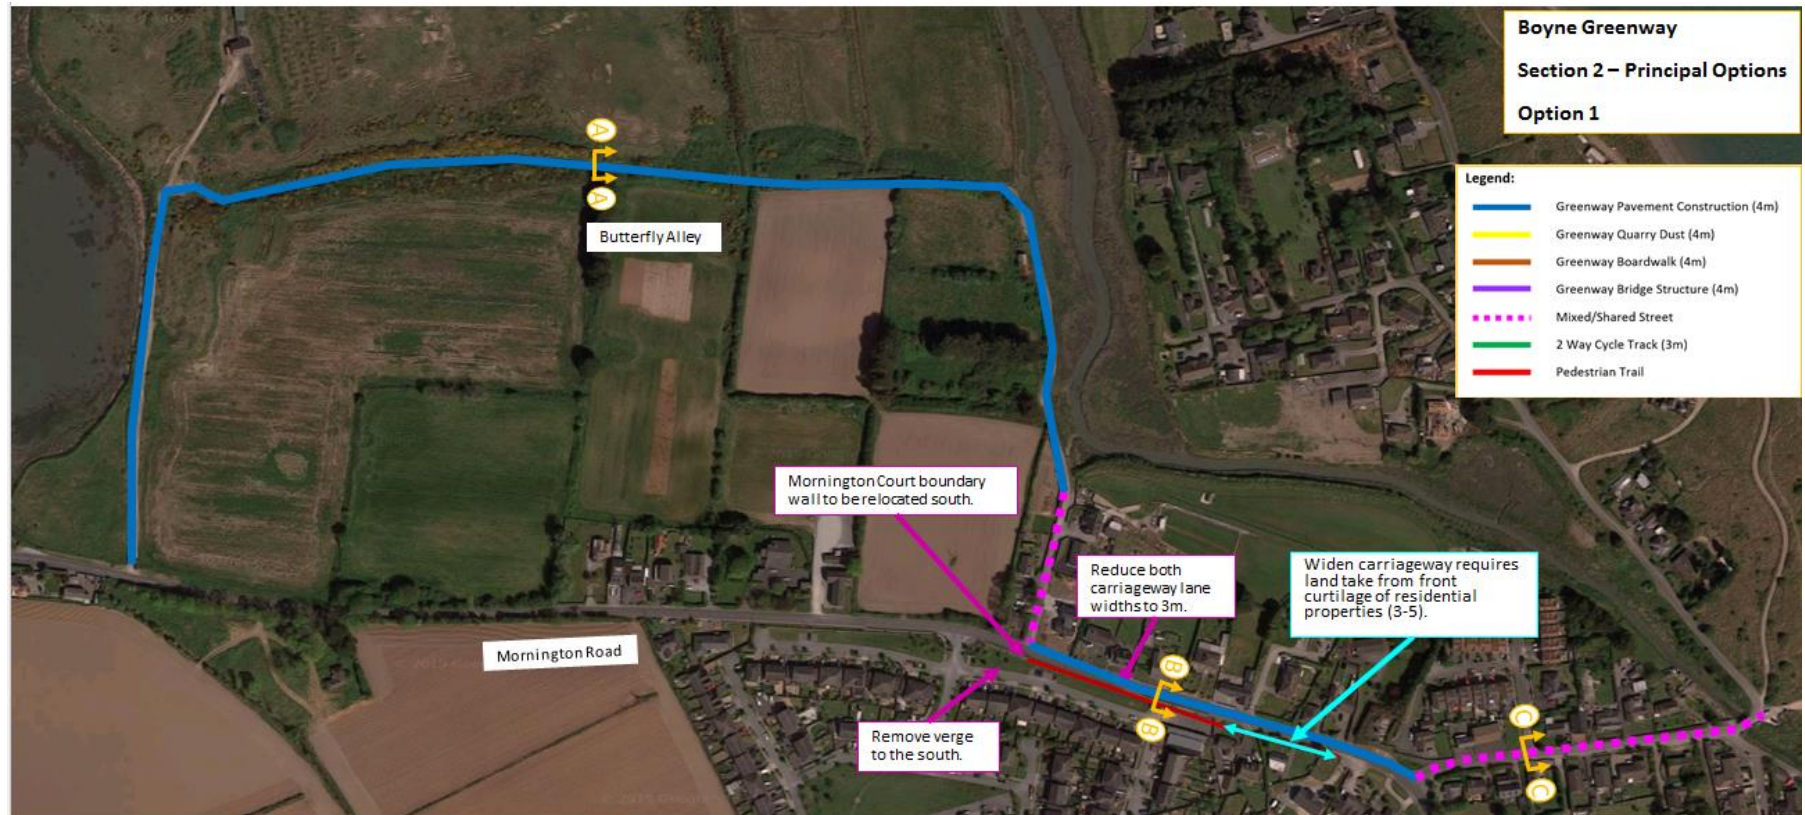 Boyne Greenway
Section 2 – Principal Options
Option 1
Legend:
Greenway Pavement Construction (4m)
Greenway Quarry Dust (4m)
Greenway Boardwalk (4m)
Greenway Bridge Structure (4m)
Mixed/Shared Street
2 Way Cycle Track (3m)
Pedestrian Trail
A
A
Butterfly Alley
Mornington Court boundary
wall to be relocated south.
Reduce both
carriageway lane
widths to 3m.
Widen carriageway requires
land take from front
curtilage of residential
properties (3-5).
Mornington Road
B
B
Remove verge
to the south.
C
C